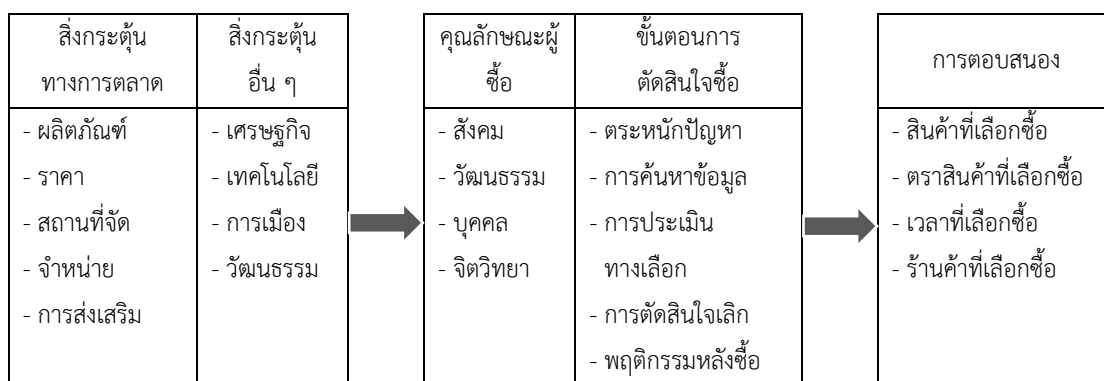 สิ่งกระตุ้น
ทางการตลาด
- ผลิตภัณฑ์
- ราคา
- สถานที่จัด
- จำหน่าย
- การส่งเสริม
สิ่งกระตุ้น
อื่น ๆ
- เศรษฐกิจ
- เทคโนโลยี
- การเมือง
- วัฒนธรรม
คุณลักษณะผู้
ซื้อ
- สังคม
- วัฒนธรรม
- บุคคล
- จิตวิทยา
ขั้นตอนการ
ตัดสินใจซื้อ
- ตระหนักปัญหา
- การค้นหาข้อมูล
- การประเมิน
ทางเลือก
- การตัดสินใจเลิก
- พฤติกรรมหลังซื้อ
การตอบสนอง
- สินค้าที่เลือกซื้อ
- ตราสินค้าที่เลือกซื้อ
- เวลาที่เลือกซื้อ
- ร้านค้าที่เลือกซื้อ